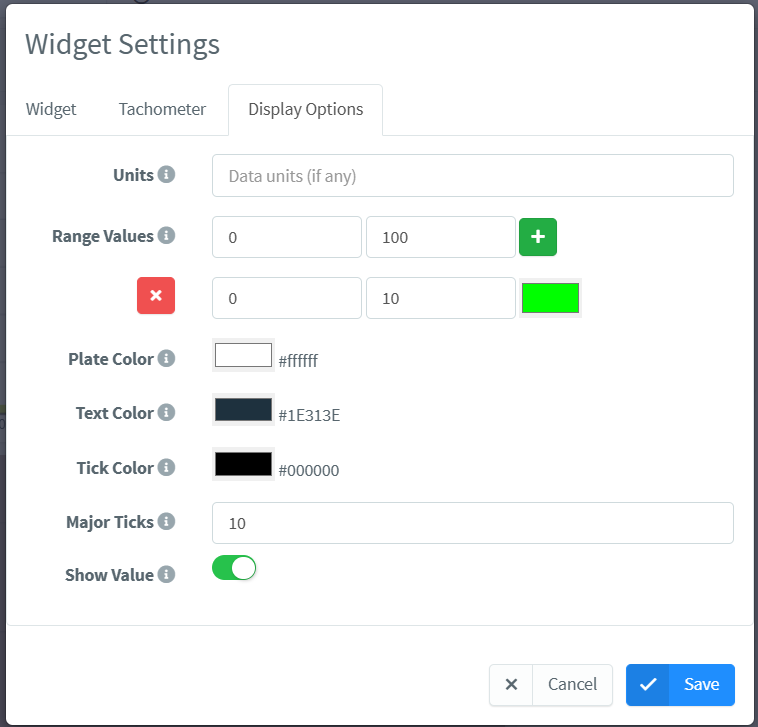 Widget Settings
Widget Tachometer Display Options
Units Data units (if any)
Range Values 0 100
0 10
Plate Color #ffffff
Text Color #1E313E
Tick Color #000000
Major Ticks 10
Show Value
Cancel Save